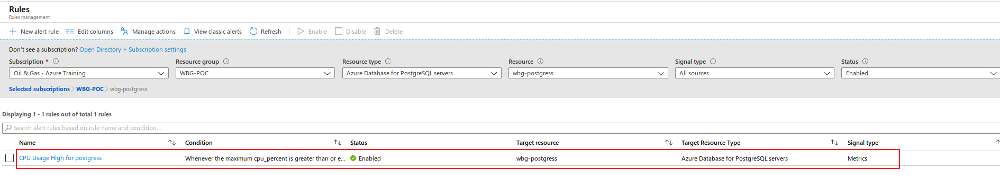 Rules
Rules management
New alert rule Edit columns Manage actions View classic alerts Refresh Enable Disable Delete
Don't see a subscription? Open Directory + Subscription settings
Subscription * Resource group Resource type Resource Signal type Status
Oil & Gas - Azure Training WBG-POC Azure Database for PostgreSQL servers wbg-postgress All sources Enabled
Selected subscriptions > WBG-POC > wbg-postgress
Displaying 1 - 1 rules out of total 1 rules
Search alert rules based on rule name and condition...
Name Condition Status Target resource Target Resource Type Signal type
CPU Usage High for postgress Whenever the maximum cpu_percent is greater than or e... Enabled wbg-postgress Azure Database for PostgreSQL servers Metrics